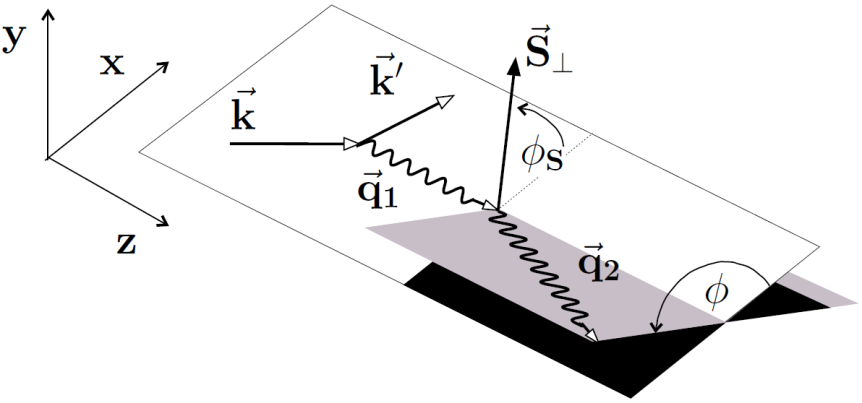 y
x
z
k⃗
k⃗′
q⃗₁
S⃗⊥
ϕS
q⃗₂
ϕ